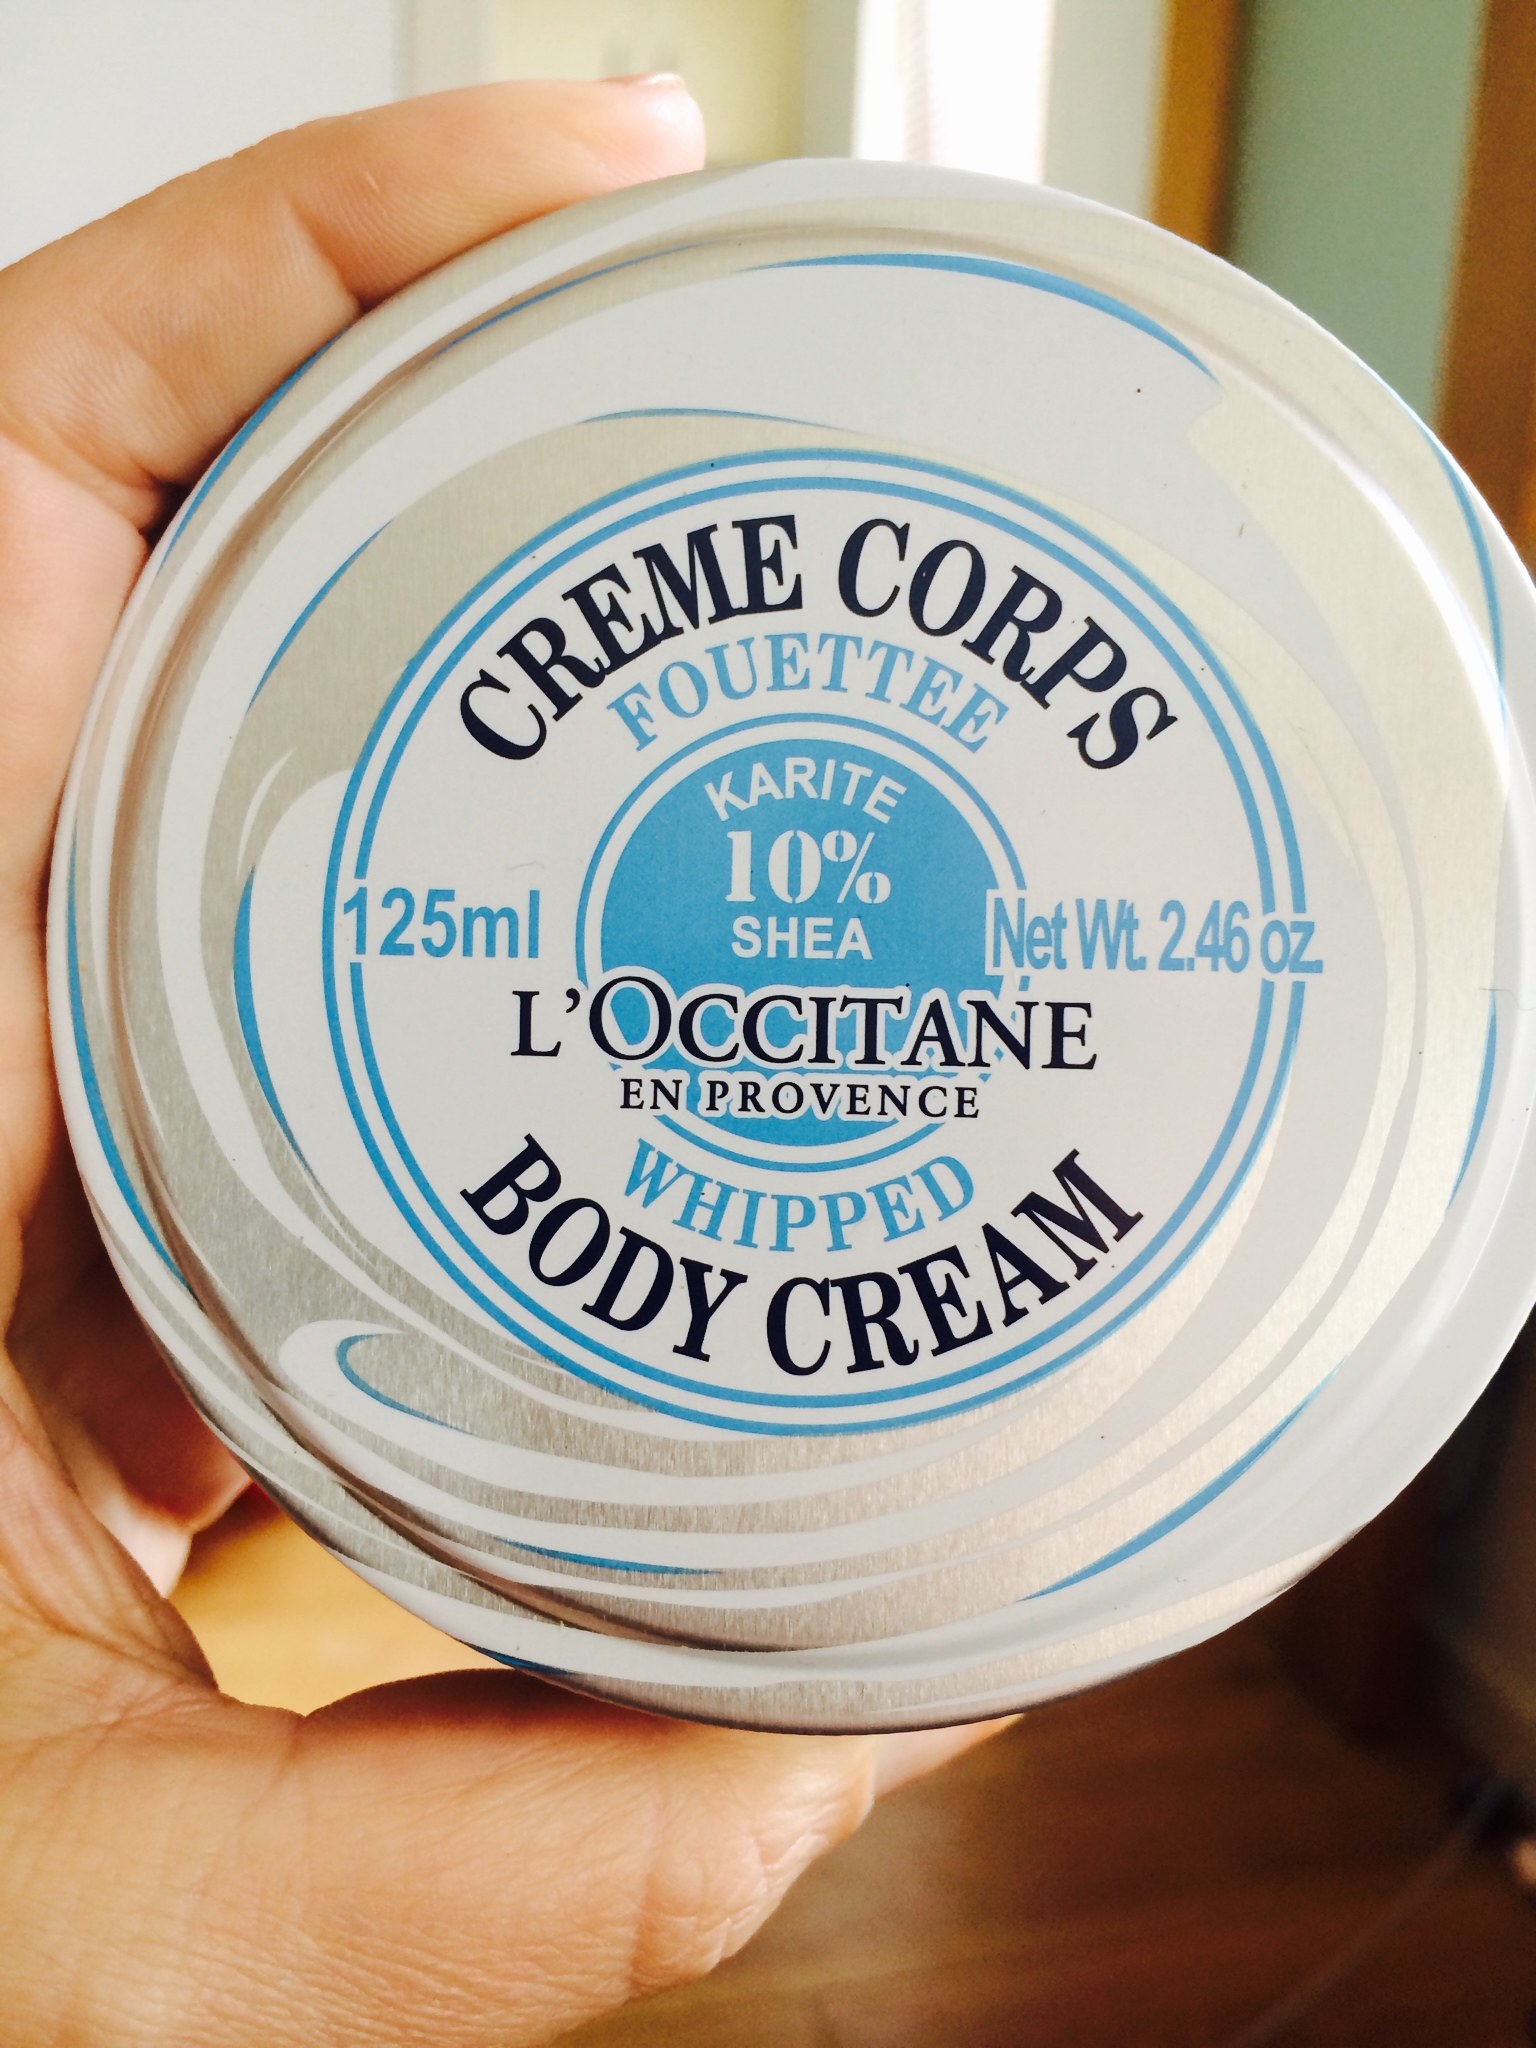 CREME CORPS
FOUETTEE
KARITE
10%
SHEA
125ml
Net Wt. 2.46 oz.
L'OCCITANE
EN PROVENCE
WHIPPED
BODY CREAM